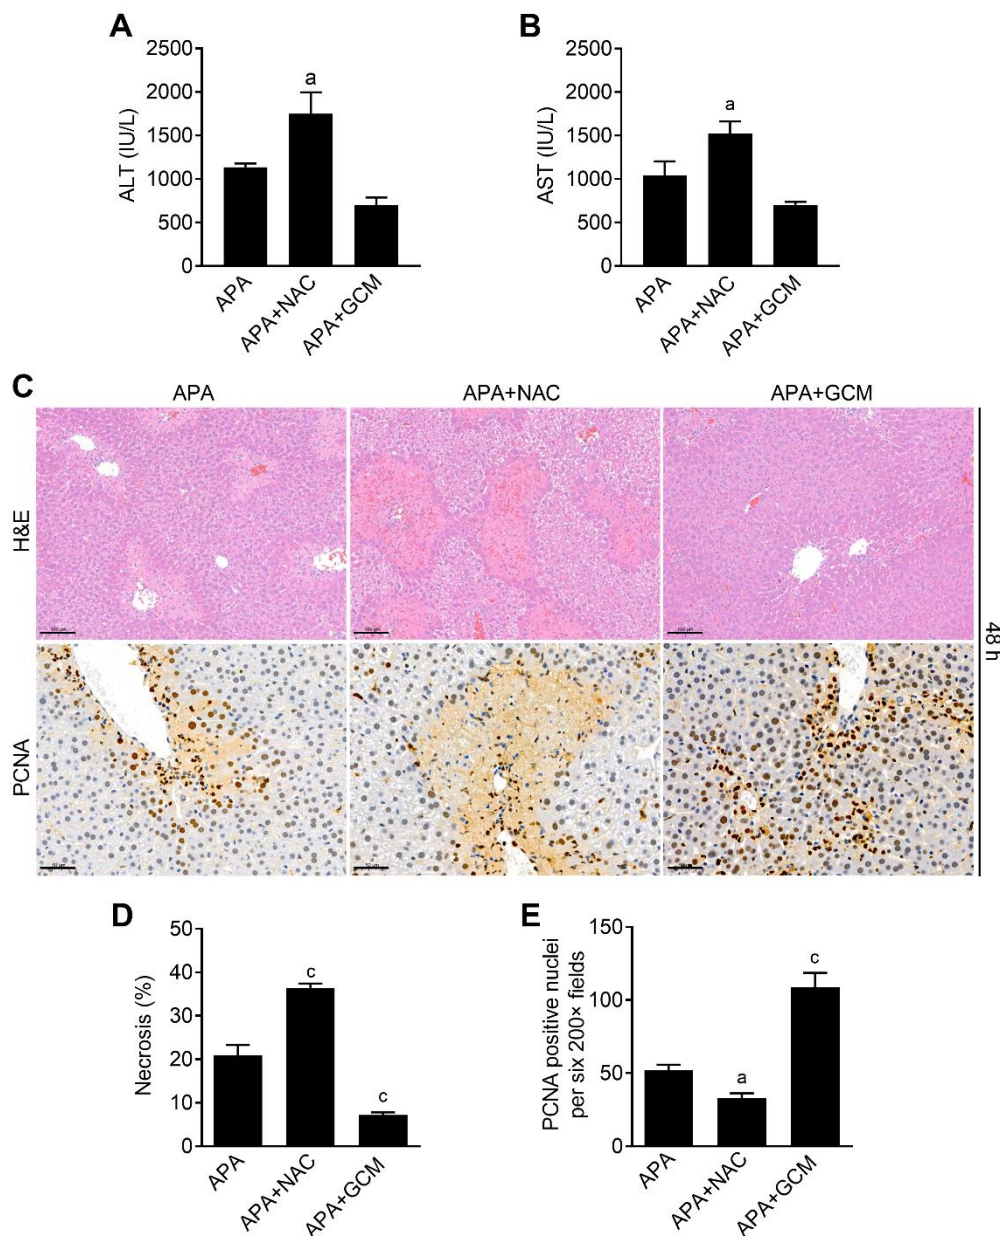 A
ALT (IU/L)
2500
2000
1500
1000
500
0
a
APA
APA+NAC
APA+GCM
B
AST (IU/L)
2500
2000
1500
1000
500
0
a
APA
APA+NAC
APA+GCM
C
APA
APA+NAC
APA+GCM
H&E
PCNA
48 h
D
Necrosis (%)
50
40
30
20
10
0
c
c
APA
APA+NAC
APA+GCM
E
PCNA positive nuclei
per six 200× fields
150
100
50
0
a
c
APA
APA+NAC
APA+GCM